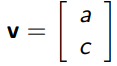 v = [ a
c ]